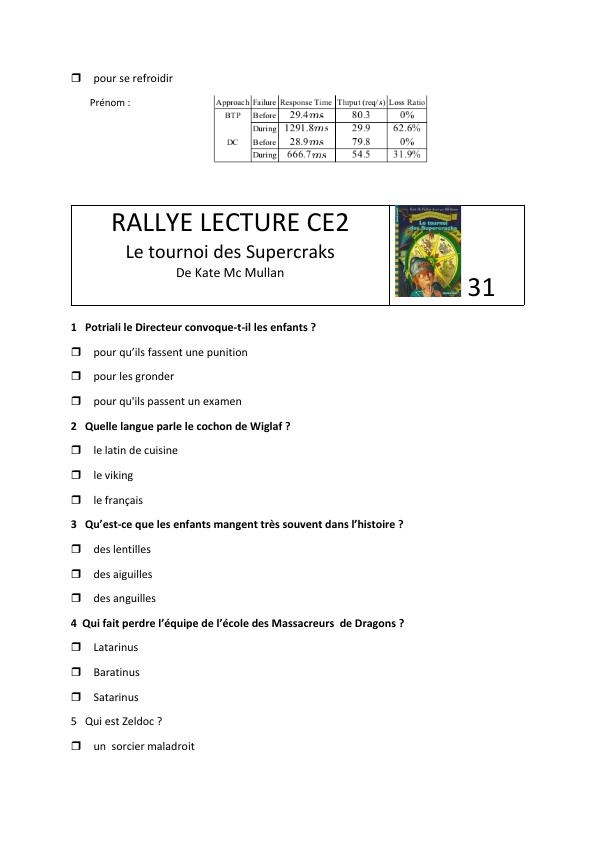 ❒ pour se refroidir
Prénom :
Approach Failure Response Time Thrput (req/s) Loss Ratio
BTP Before 29.4ms 80.3 0%
During 1291.8ms 29.9 62.6%
DC Before 28.9ms 79.8 0%
During 666.7ms 54.5 31.9%
RALLYE LECTURE CE2
Le tournoi des Supercraks
De Kate Mc Mullan
Le tournoi
des Supercracks
31
1 Potriali le Directeur convoque-t-il les enfants ?
❒ pour qu’ils fassent une punition
❒ pour les gronder
❒ pour qu'ils passent un examen
2 Quelle langue parle le cochon de Wiglaf ?
❒ le latin de cuisine
❒ le viking
❒ le français
3 Qu’est-ce que les enfants mangent très souvent dans l’histoire ?
❒ des lentilles
❒ des aiguilles
❒ des anguilles
4 Qui fait perdre l’équipe de l’école des Massacreurs de Dragons ?
❒ Latarinus
❒ Baratinus
❒ Satarinus
5 Qui est Zeldoc ?
❒ un sorcier maladroit